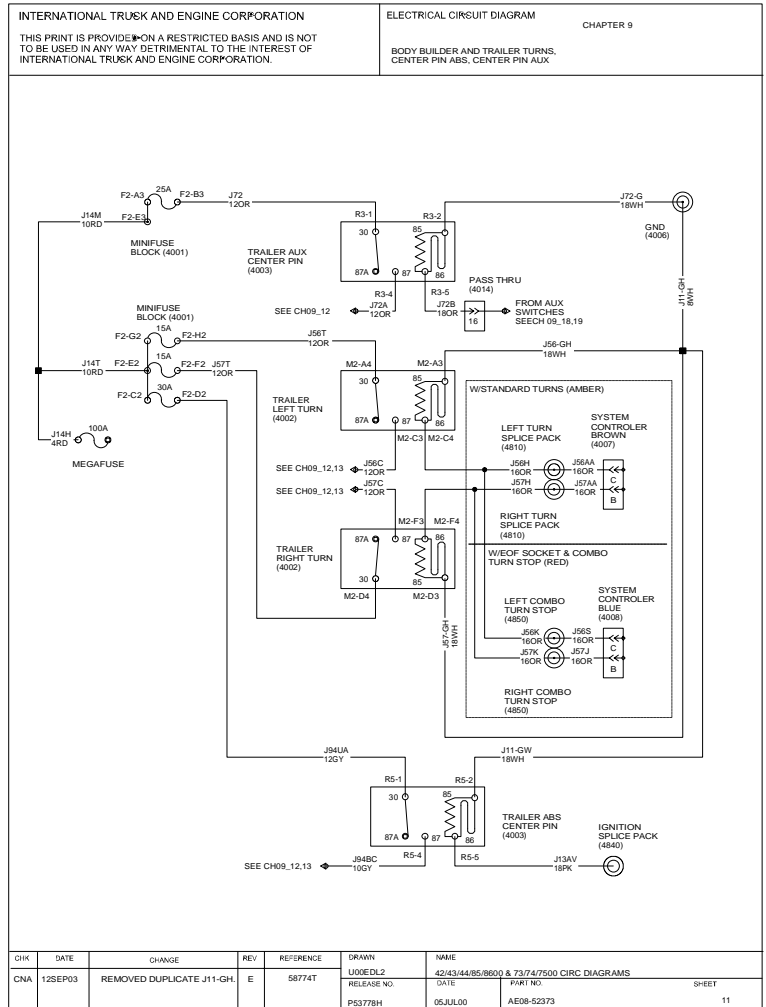 INTERNATIONAL TRUCK AND ENGINE CORPORATION
THIS PRINT IS PROVIDED ON A RESTRICTED BASIS AND IS NOT
TO BE USED IN ANY WAY DETRIMENTAL TO THE INTEREST OF
INTERNATIONAL TRUCK AND ENGINE CORPORATION.
ELECTRICAL CIRCUIT DIAGRAM
CHAPTER 9
BODY BUILDER AND TRAILER TURNS,
CENTER PIN ABS, CENTER PIN AUX
F2-A3 25A F2-B3
J72
12OR
J14M
10RD
F2-E3
MINIFUSE
BLOCK (4001)
TRAILER AUX
CENTER PIN
(4003)
R3-1 R3-2
30 85
87A 87 86
R3-4 R3-5
J72-G
18WH
GND
(4006)
J11-GH
8WH
SEE CH09_12
J72A
12OR
J72B
18OR
PASS THRU
(4014)
16
FROM AUX
SWITCHES
SEECH 09_18,19
MINIFUSE
BLOCK (4001)
15A
F2-G2 F2-H2
J56T
12OR
15A
J14T
10RD
F2-E2 F2-F2 J57T
12OR
30A
F2-C2 F2-D2
J14H
4RD
100A
MEGAFUSE
TRAILER
LEFT TURN
(4002)
M2-A4 M2-A3
30 85
87A 87 86
M2-C3 M2-C4
J56-GH
18WH
W/STANDARD TURNS (AMBER)
LEFT TURN
SPLICE PACK
(4810)
SYSTEM
CONTROLER
BROWN
(4007)
SEE CH09_12,13
J56C
12OR
SEE CH09_12,13
J57C
12OR
J56H
16OR
J56AA
16OR
C
J57H
16OR
J57AA
16OR
B
RIGHT TURN
SPLICE PACK
(4810)
M2-F3 M2-F4
87A 87 86
TRAILER
RIGHT TURN
(4002)
30 85
M2-D4 M2-D3
J57-GH
18WH
W/EOF SOCKET & COMBO
TURN STOP (RED)
LEFT COMBO
TURN STOP
(4850)
SYSTEM
CONTROLER
BLUE
(4008)
J56K
16OR
J56S
16OR
C
J57K
16OR
J57J
16OR
B
RIGHT COMBO
TURN STOP
(4850)
J94UA
12GY
J11-GW
18WH
R5-1 R5-2
30 85
87A 87 86
R5-4 R5-5
TRAILER ABS
CENTER PIN
(4003)
IGNITION
SPLICE PACK
(4840)
SEE CH09_12,13
J94BC
10GY
J13AV
18PK
CHK DATE CHANGE REV REFERENCE DRAWN NAME
CNA 12SEP03 REMOVED DUPLICATE J11-GH. E 58774T
U00EDL2 42/43/44/85/8600 & 73/74/7500 CIRC DIAGRAMS
RELEASE NO. DATE PART NO. SHEET
P53778H 05JUL00 AE08-52373 11